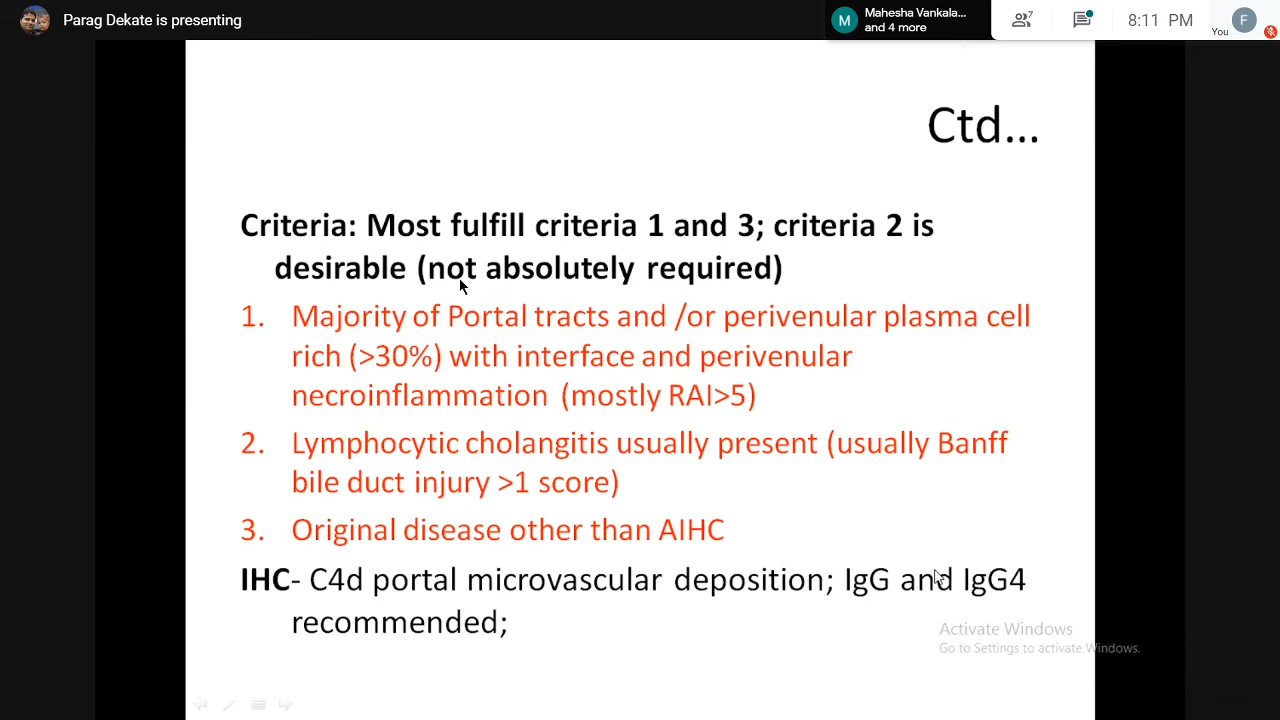 Parag Dekate is presenting
M
Mahesha Vankala...
and 4 more
7
8:11 PM
You
F
Ctd...
Criteria: Most fulfill criteria 1 and 3; criteria 2 is
desirable (not absolutely required)
1. Majority of Portal tracts and /or perivenular plasma cell
rich (>30%) with interface and perivenular
necroinflammation (mostly RAI>5)
2. Lymphocytic cholangitis usually present (usually Banff
bile duct injury >1 score)
3. Original disease other than AIHC
IHC- C4d portal microvascular deposition; IgG and IgG4
recommended;
Activate Windows
Go to Settings to activate Windows.